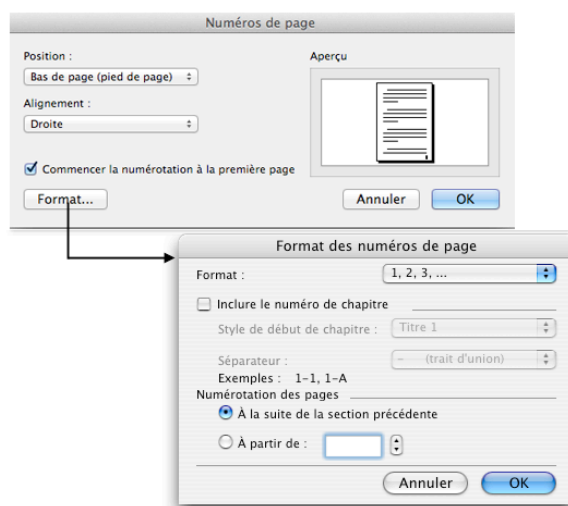 Numéros de page
Position :
Aperçu
Bas de page (pied de page)
Alignement :
Droite
Commencer la numérotation à la première page
Format...
Annuler
OK
Format des numéros de page
Format :
1, 2, 3, ...
Inclure le numéro de chapitre
Style de début de chapitre :
Titre 1
Séparateur :
- (trait d'union)
Exemples : 1-1, 1-A
Numérotation des pages
À la suite de la section précédente
À partir de :
Annuler
OK